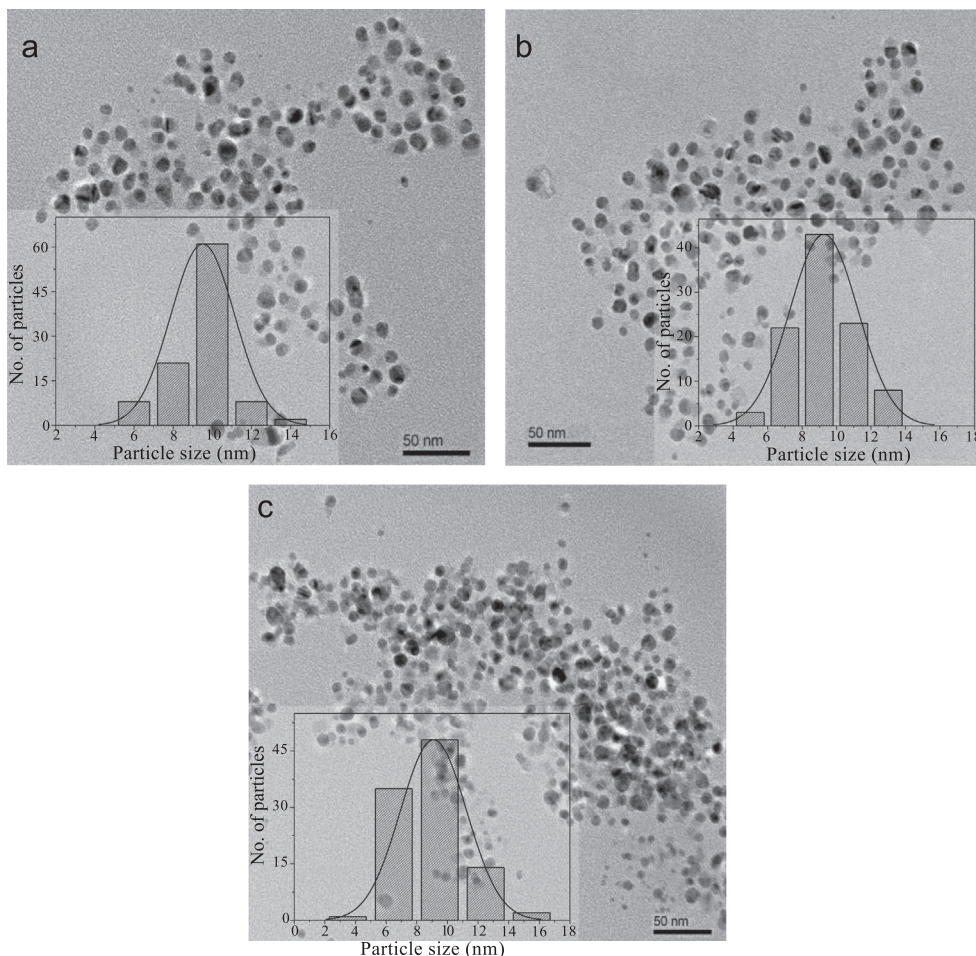 a
60
45
30
15
0
No. of particles
2 4 6 8 10 12 14 16
Particle size (nm)
50 nm
b
40
30
20
10
0
No. of particles
2 4 6 8 10 12 14 16 18
Particle size (nm)
50 nm
c
45
30
15
0
No. of particles
0 2 4 6 8 10 12 14 16 18
Particle size (nm)
50 nm